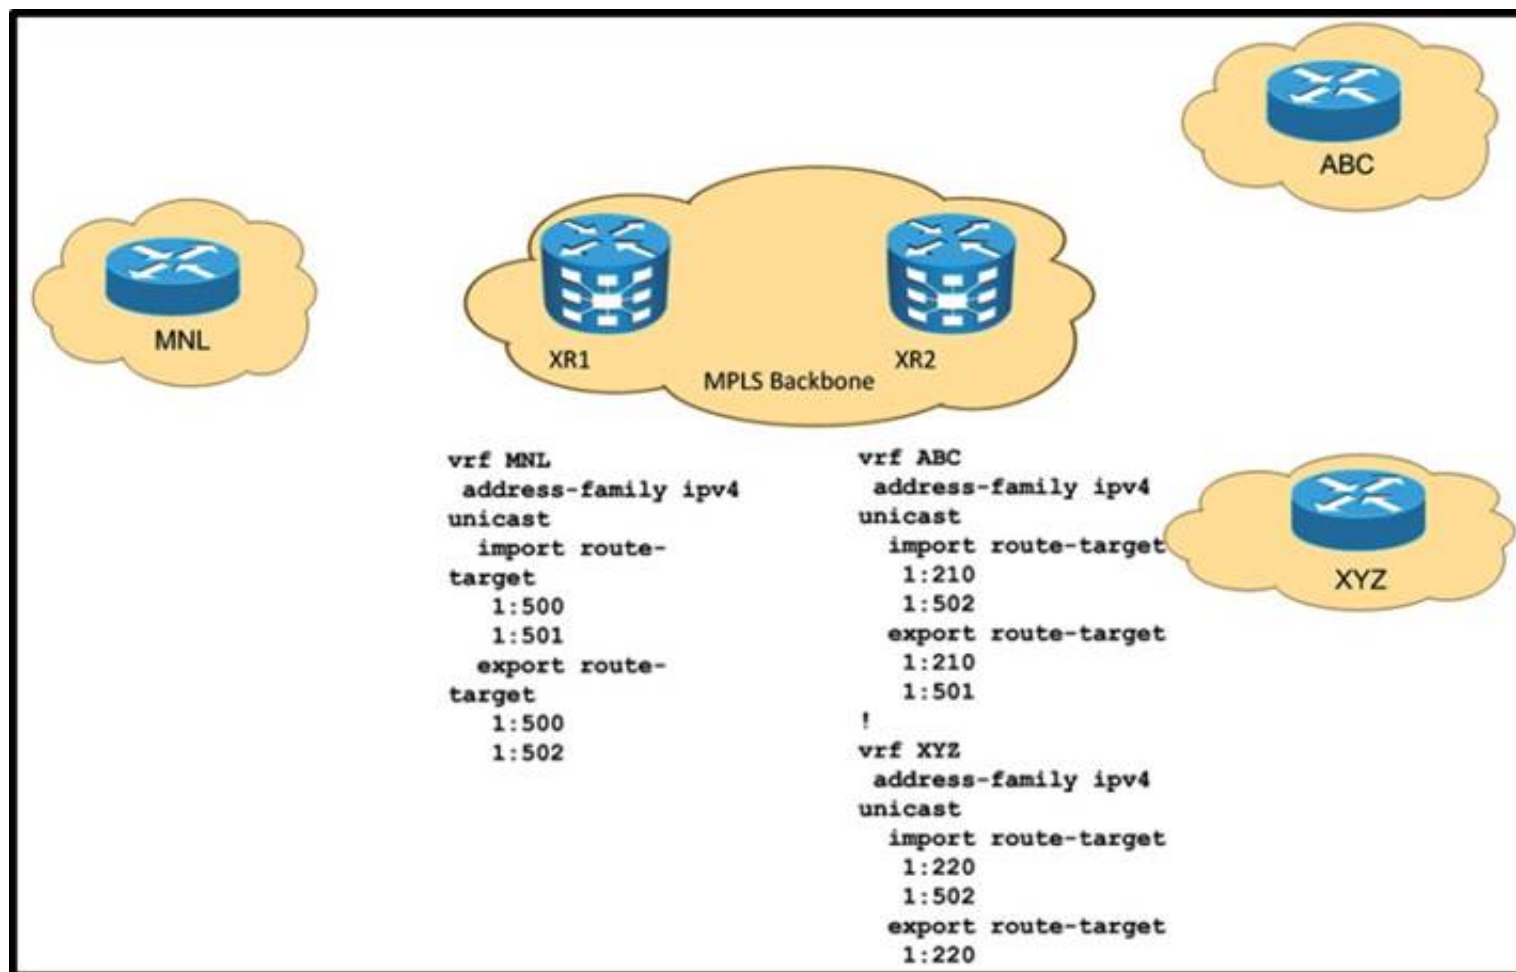 ABC
MNL
XR1
XR2
MPLS Backbone
XYZ
vrf MNL
address-family ipv4
unicast
import route-
target
1:500
1:501
export route-
target
1:500
1:502
vrf ABC
address-family ipv4
unicast
import route-target
1:210
1:502
export route-target
1:210
1:501
!
vrf XYZ
address-family ipv4
unicast
import route-target
1:220
1:502
export route-target
1:220